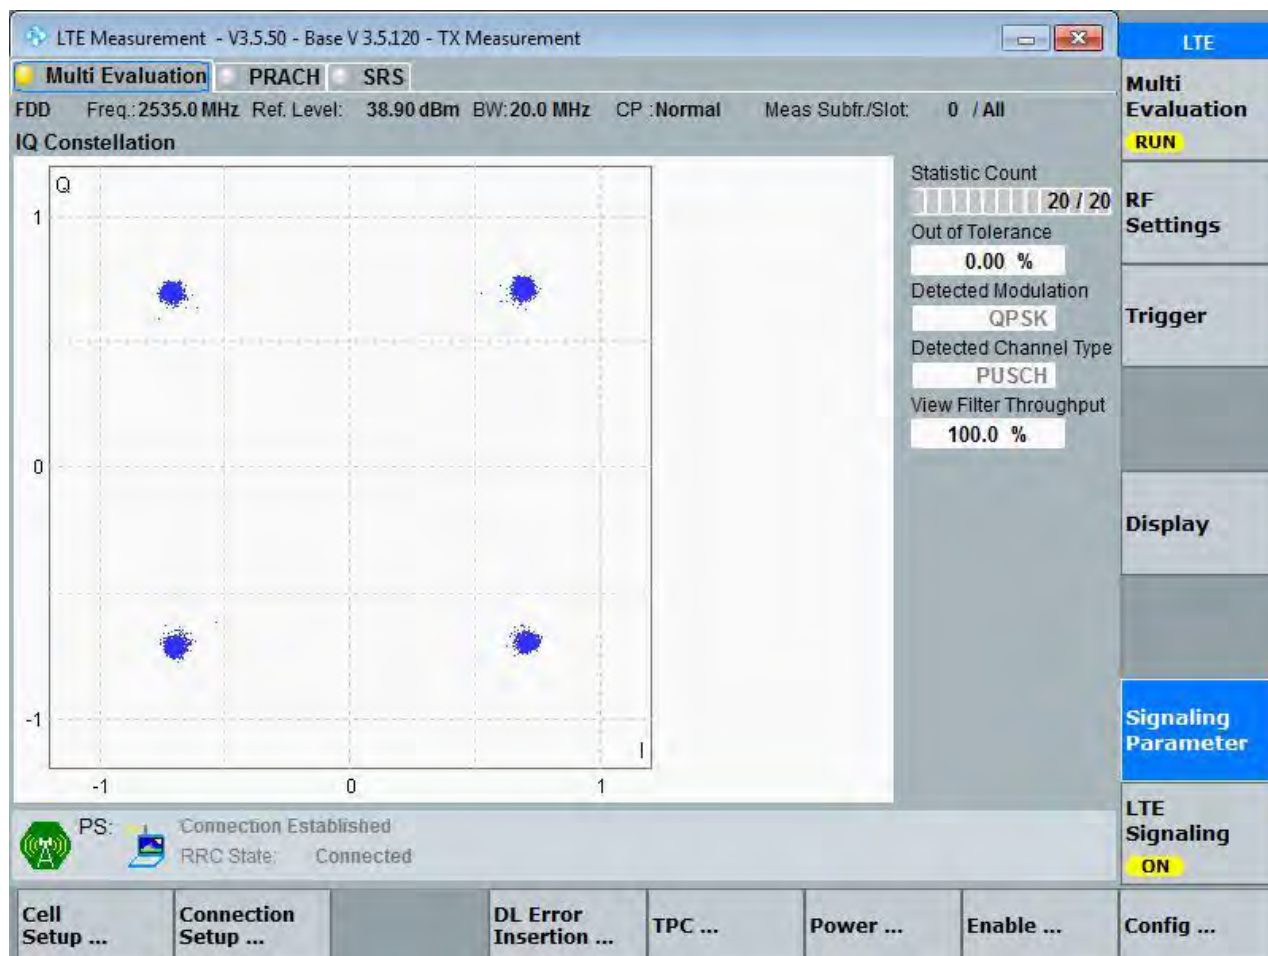 LTE Measurement - V3.5.50 - Base V 3.5.120 - TX Measurement
LTE
Multi Evaluation PRACH SRS
FDD Freq.:2535.0 MHz Ref. Level: 38.90 dBm BW:20.0 MHz CP :Normal Meas Subfr./Slot: 0 / All
IQ Constellation
Q
1
0
-1
-1 0 1
I
Statistic Count
20 / 20
Out of Tolerance
0.00 %
Detected Modulation
QPSK
Detected Channel Type
PUSCH
View Filter Throughput
100.0 %
Multi
Evaluation
RUN
RF
Settings
Trigger
Display
Signaling
Parameter
LTE
Signaling
ON
PS: Connection Established
RRC State: Connected
Cell
Setup ...
Connection
Setup ...
DL Error
Insertion ...
TPC ...
Power ...
Enable ...
Config ...